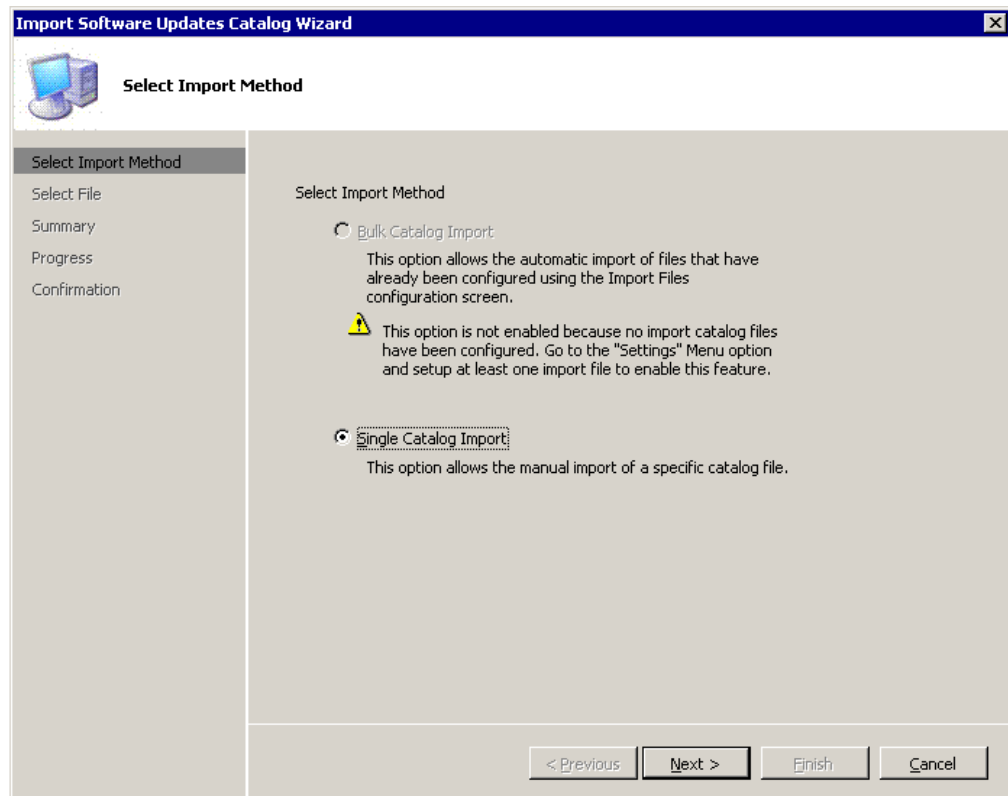 Import Software Updates Catalog Wizard
Select Import Method
Select Import Method
Select File
Summary
Progress
Confirmation
Select Import Method
Bulk Catalog Import
This option allows the automatic import of files that have
already been configured using the Import Files
configuration screen.
This option is not enabled because no import catalog files
have been configured. Go to the "Settings" Menu option
and setup at least one import file to enable this feature.
Single Catalog Import
This option allows the manual import of a specific catalog file.
< Previous
Next >
Finish
Cancel